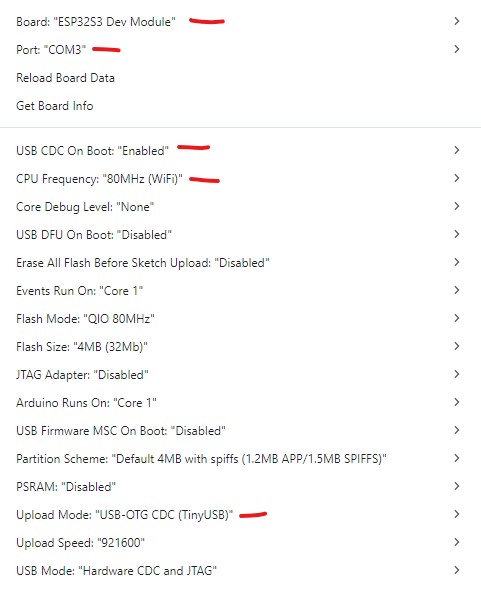 Board: "ESP32S3 Dev Module"
Port: "COM3"
Reload Board Data
Get Board Info
USB CDC On Boot: "Enabled"
CPU Frequency: "80MHz (WiFi)"
Core Debug Level: "None"
USB DFU On Boot: "Disabled"
Erase All Flash Before Sketch Upload: "Disabled"
Events Run On: "Core 1"
Flash Mode: "QIO 80MHz"
Flash Size: "4MB (32Mb)"
JTAG Adapter: "Disabled"
Arduino Runs On: "Core 1"
USB Firmware MSC On Boot: "Disabled"
Partition Scheme: "Default 4MB with spiffs (1.2MB APP/1.5MB SPIFFS)"
PSRAM: "Disabled"
Upload Mode: "USB-OTG CDC (TinyUSB)"
Upload Speed: "921600"
USB Mode: "Hardware CDC and JTAG"